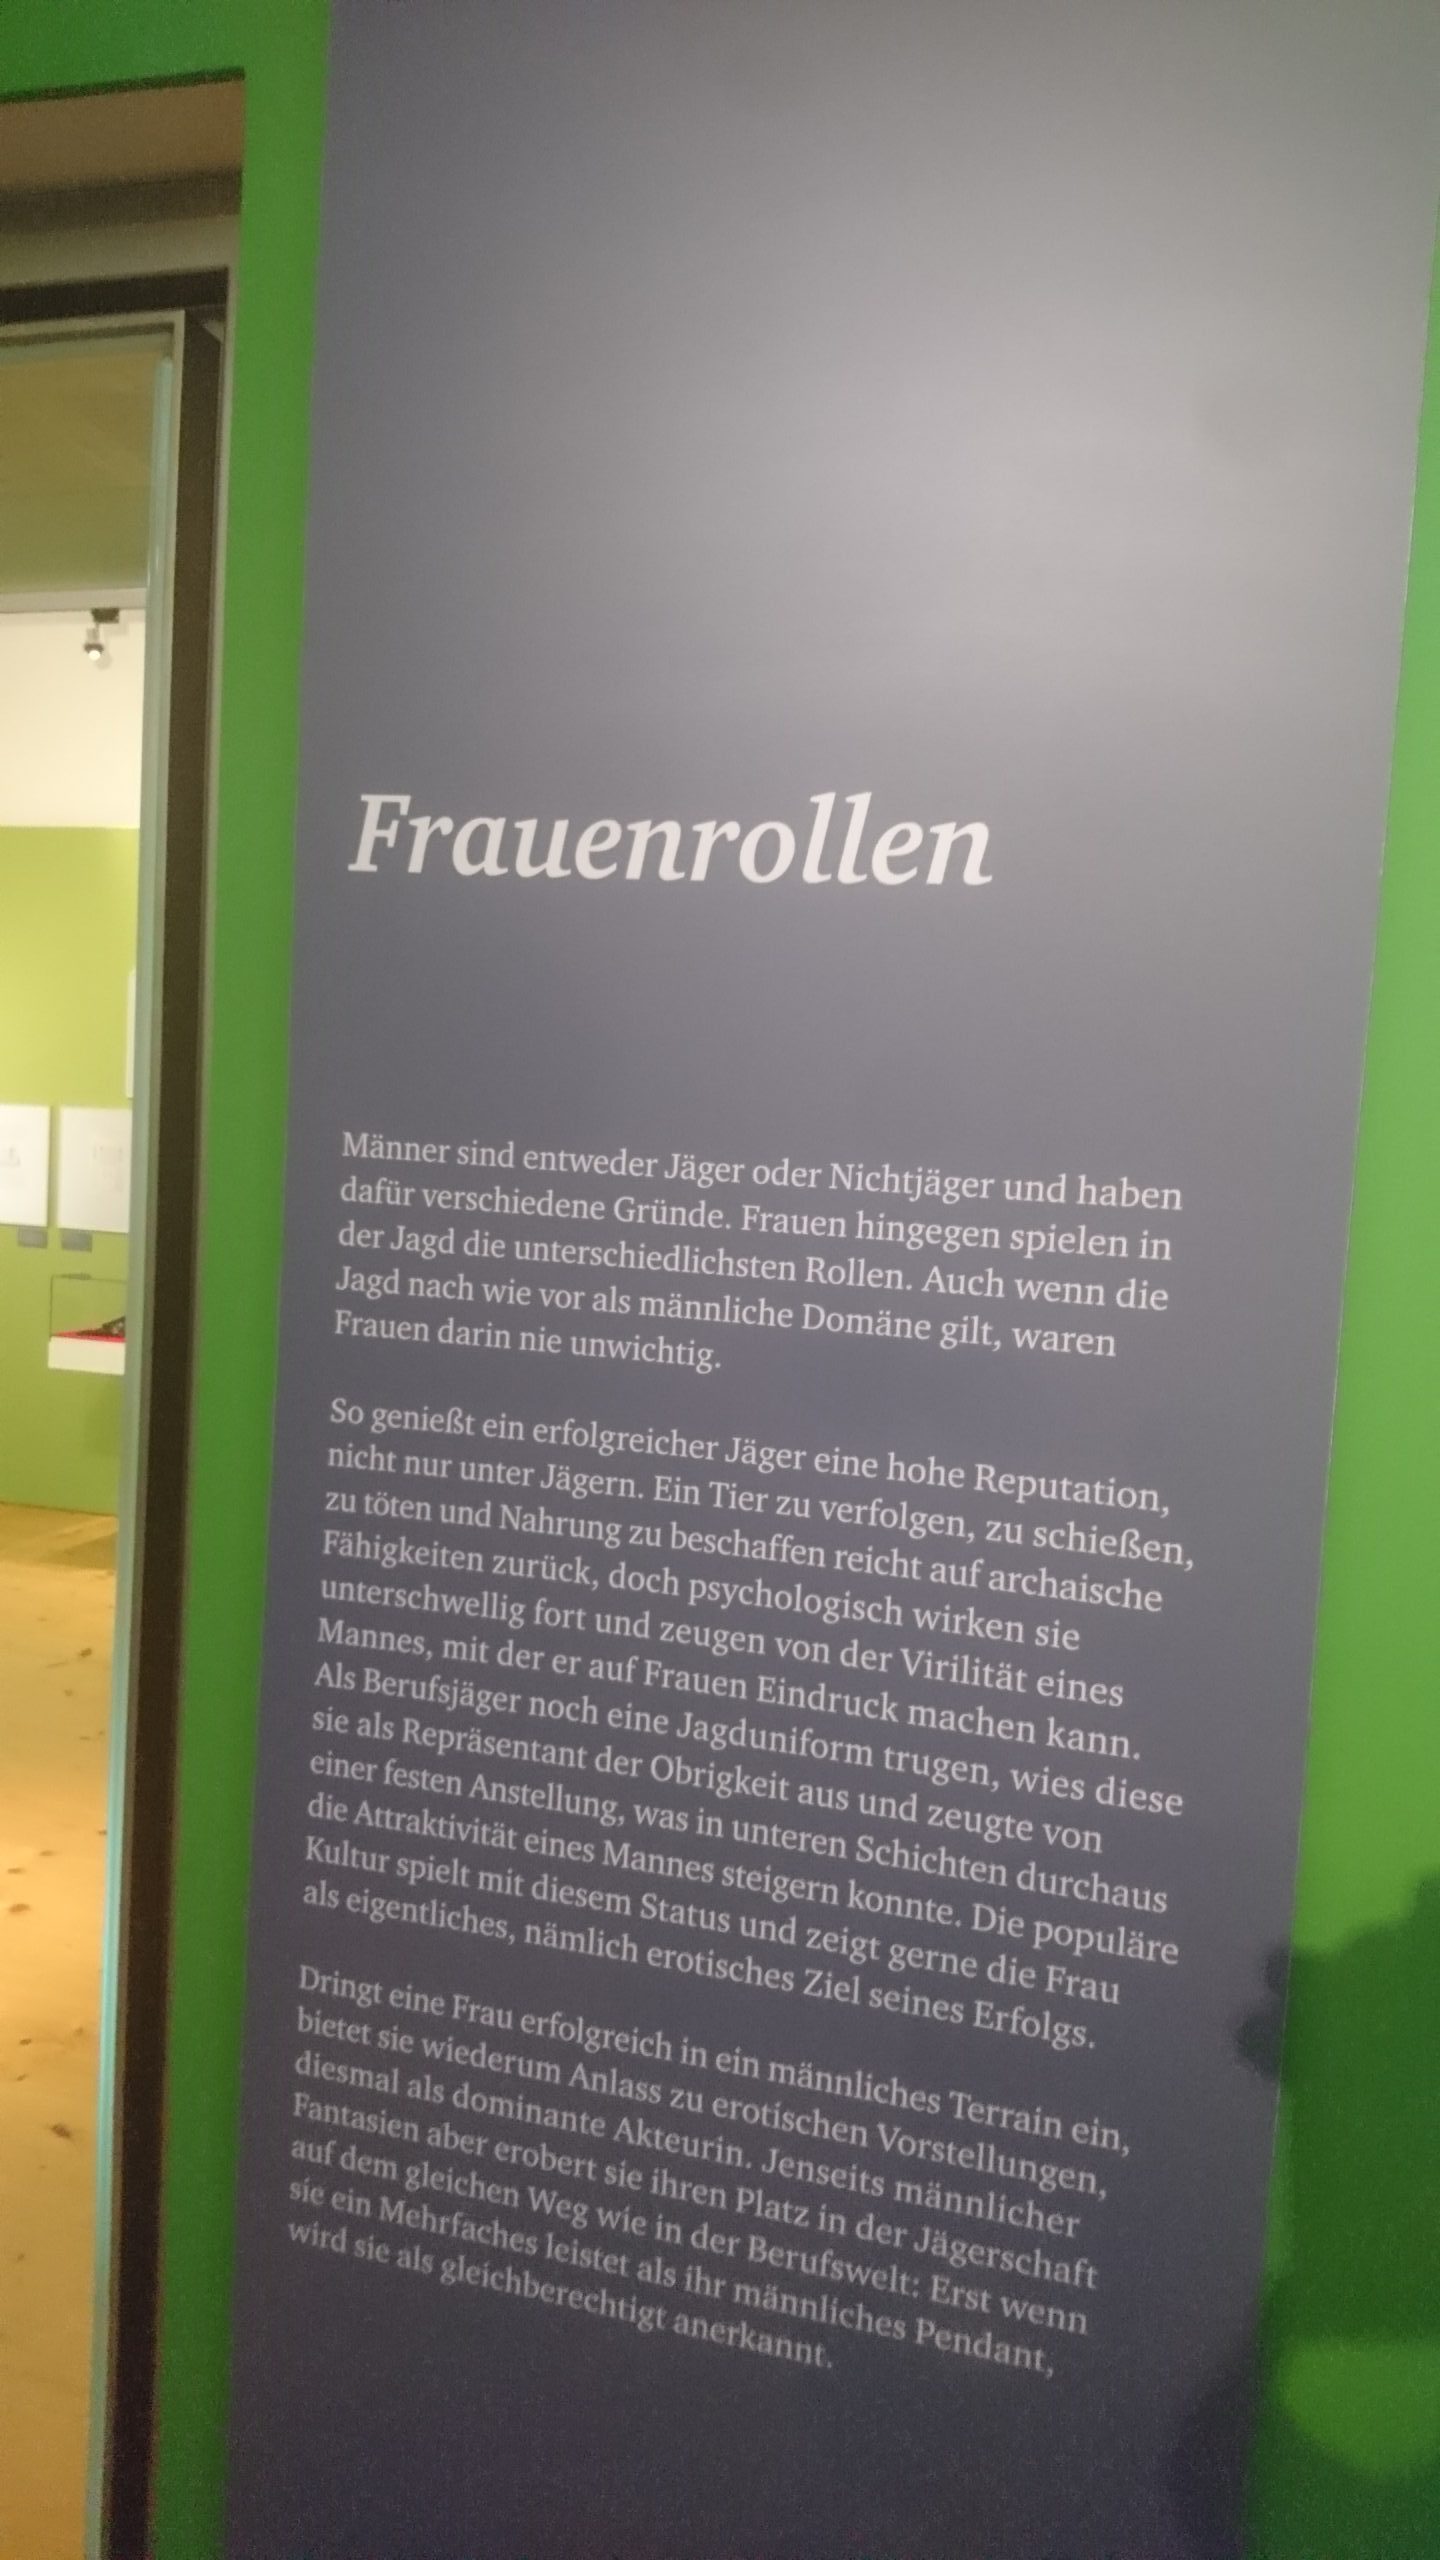 Frauenrollen
Männer sind entweder Jäger oder Nichtjäger und haben
dafür verschiedene Gründe. Frauen hingegen spielen in
der Jagd die unterschiedlichsten Rollen. Auch wenn die
Jagd nach wie vor als männliche Domäne gilt, waren
Frauen darin nie unwichtig.
So genießt ein erfolgreicher Jäger eine hohe Reputation,
nicht nur unter Jägern. Ein Tier zu verfolgen, zu schießen,
zu töten und Nahrung zu beschaffen reicht auf archaische
Fähigkeiten zurück, doch psychologisch wirken sie
unterschwellig fort und zeugen von der Virilität eines
Mannes, mit der er auf Frauen Eindruck machen kann.
Als Berufsjäger noch eine Jagduniform trugen, wies diese
sie als Repräsentant der Obrigkeit aus und zeugte von
einer festen Anstellung, was in unteren Schichten durchaus
die Attraktivität eines Mannes steigern konnte. Die populäre
Kultur spielt mit diesem Status und zeigt gerne die Frau
als eigentliches, nämlich erotisches Ziel seines Erfolgs.
Dringt eine Frau erfolgreich in ein männliches Terrain ein,
bietet sie wiederum Anlass zu erotischen Vorstellungen,
diesmal als dominante Akteurin. Jenseits männlicher
Fantasien aber erobert sie ihren Platz in der Jägerschaft
auf dem gleichen Weg wie in der Berufswelt: Erst wenn
sie ein Mehrfaches leistet als ihr männliches Pendant,
wird sie als gleichberechtigt anerkannt.